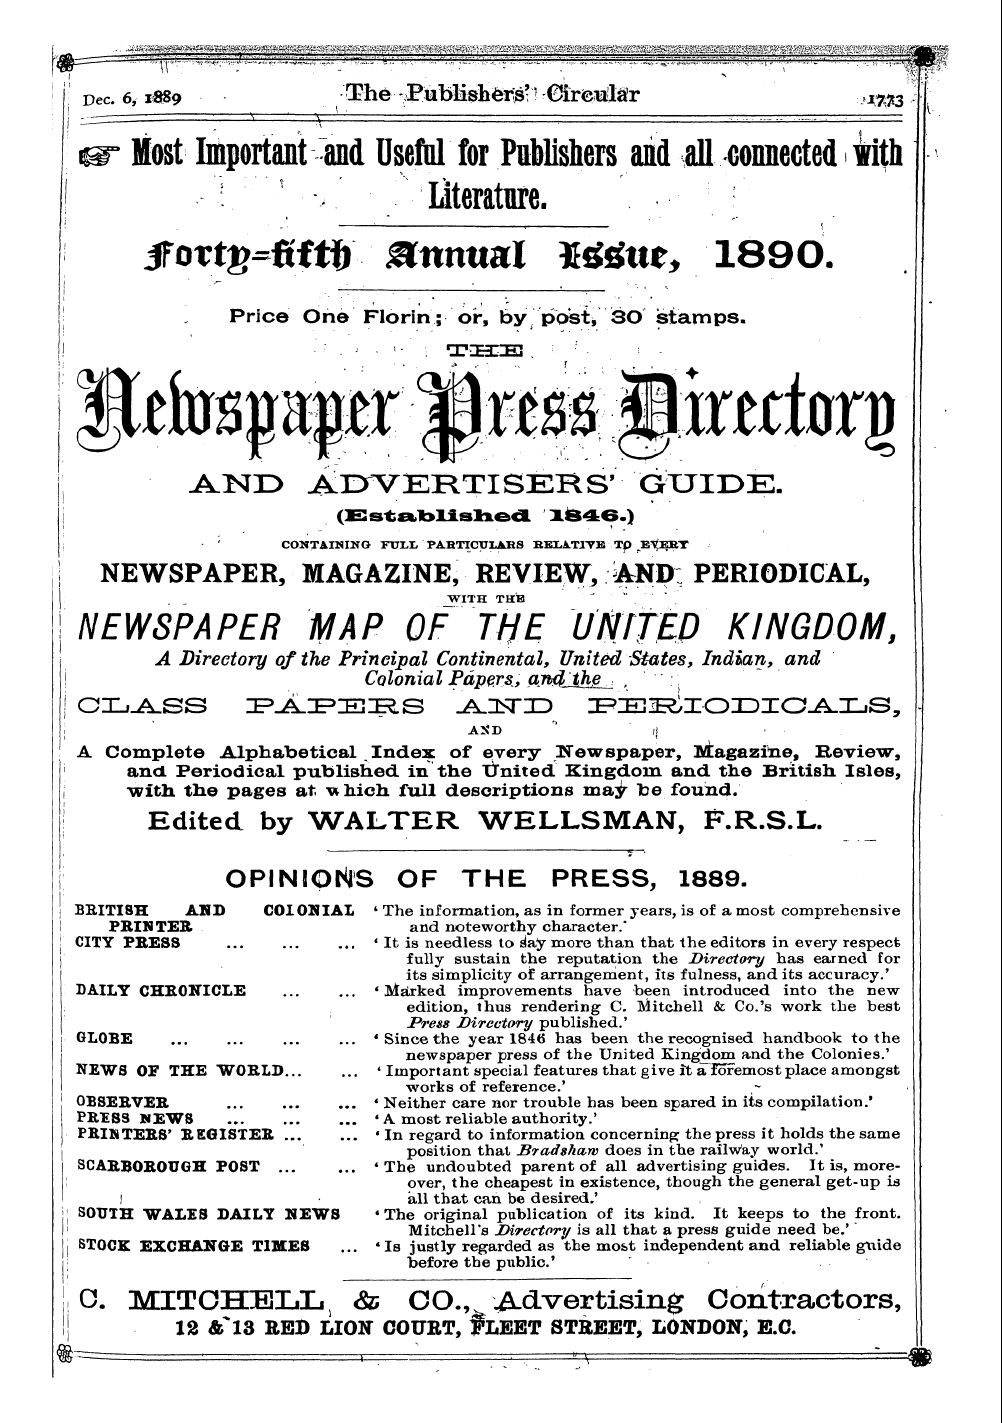 Dec. 6, 1889 The Publishers' Circular 1773
☞ Most Important and Useful for Publishers and all connected with
Literature.
Forty-fifth Annual Issue, 1890.
Price One Florin; or, by post, 30 stamps.
THE
Newspaper Press Directory
AND ADVERTISERS' GUIDE.
(Established 1846.)
CONTAINING FULL PARTICULARS RELATIVE TO EVERY
NEWSPAPER, MAGAZINE, REVIEW, AND PERIODICAL,
WITH THE
NEWSPAPER MAP OF THE UNITED KINGDOM,
A Directory of the Principal Continental, United States, Indian, and
Colonial Papers, and the
CLASS PAPERS AND PERIODICALS,
AND
A Complete Alphabetical Index of every Newspaper, Magazine, Review,
and Periodical published in the United Kingdom and the British Isles,
with the pages at which full descriptions may be found.
Edited by WALTER WELLSMAN, F.R.S.L.
OPINIONS OF THE PRESS, 1889.
BRITISH AND COLONIAL ‘ The information, as in former years, is of a most comprehensive
PRINTER and noteworthy character.’
CITY PRESS ... ... ... ‘ It is needless to say more than that the editors in every respect
fully sustain the reputation the Directory has earned for
its simplicity of arrangement, its fulness, and its accuracy.’
DAILY CHRONICLE ... ... ‘ Marked improvements have been introduced into the new
edition, thus rendering C. Mitchell & Co.'s work the best
Press Directory published.’
GLOBE ... ... ... ... ‘ Since the year 1846 has been the recognised handbook to the
newspaper press of the United Kingdom and the Colonies.’
NEWS OF THE WORLD... ... ‘ Important special features that give it a foremost place amongst
works of reference.’
OBSERVER ... ... ... ‘ Neither care nor trouble has been spared in its compilation.’
PRESS NEWS ... ... ... ‘ A most reliable authority.’
PRINTERS' REGISTER ... ... ‘ In regard to information concerning the press it holds the same
position that Bradshaw does in the railway world.’
SCARBOROUGH POST ... ... ‘ The undoubted parent of all advertising guides. It is, more-
over, the cheapest in existence, though the general get-up is
all that can be desired.’
SOUTH WALES DAILY NEWS ‘ The original publication of its kind. It keeps to the front.
Mitchell's Directory is all that a press guide need be.’
STOCK EXCHANGE TIMES ... ‘ Is justly regarded as the most independent and reliable guide
before the public.’
C. MITCHELL & CO., Advertising Contractors,
12 & 13 RED LION COURT, FLEET STREET, LONDON, E.C.